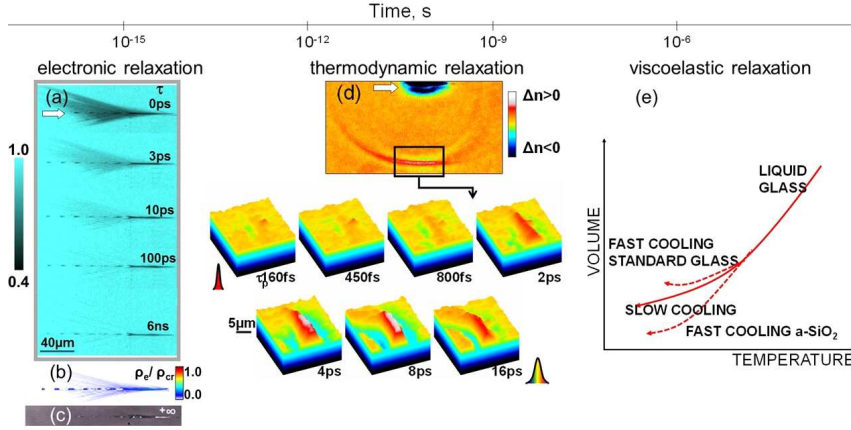 Time, s
10-15
10-12
10-9
10-6
electronic relaxation
thermodynamic relaxation
viscoelastic relaxation
(a)
τ
0ps
3ps
10ps
100ps
6ns
1.0
0.4
40μm
(b)
ρe/ ρcr
1.0
0.0
(c)
+∞
(d)
Δn>0
Δn<0
τp160fs
450fs
800fs
2ps
5μm
4ps
8ps
16ps
(e)
VOLUME
LIQUID
GLASS
FAST COOLING
STANDARD GLASS
SLOW COOLING
FAST COOLING a-SiO2
TEMPERATURE